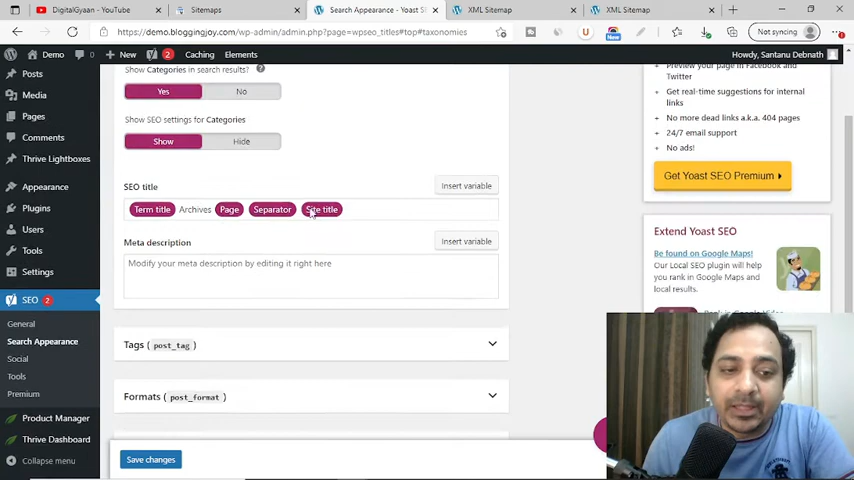 DigitalGyaan - YouTube
Sitemaps
Search Appearance - Yoast SE
XML Sitemap
XML Sitemap
https://demo.bloggingjoy.com/wp-admin/admin.php?page=wpseo_titles#top#taxonomies
New
Not syncing
Demo
2
New
Caching
Elements
Howdy, Santanu Debnath
Posts
Media
Pages
Comments
Thrive Lightboxes
Appearance
Plugins
Users
Tools
Settings
SEO 2
General
Search Appearance
Social
Tools
Premium
Product Manager
Thrive Dashboard
Collapse menu
Show Categories in search results?
Yes
No
Show SEO settings for Categories
Show
Hide
SEO title
Insert variable
Term title Archives Page Separator Site title
Meta description
Insert variable
Modify your meta description by editing it right here
Tags (post_tag)
Formats (post_format)
Save changes
Preview your page in Facebook and
Twitter
+ Get real-time suggestions for internal
links
+ No more dead links a.k.a. 404 pages
+ 24/7 email support
+ No ads!
Get Yoast SEO Premium
Extend Yoast SEO
Be found on Google Maps!
Our Local SEO plugin will help
you rank in Google Maps and
local results.